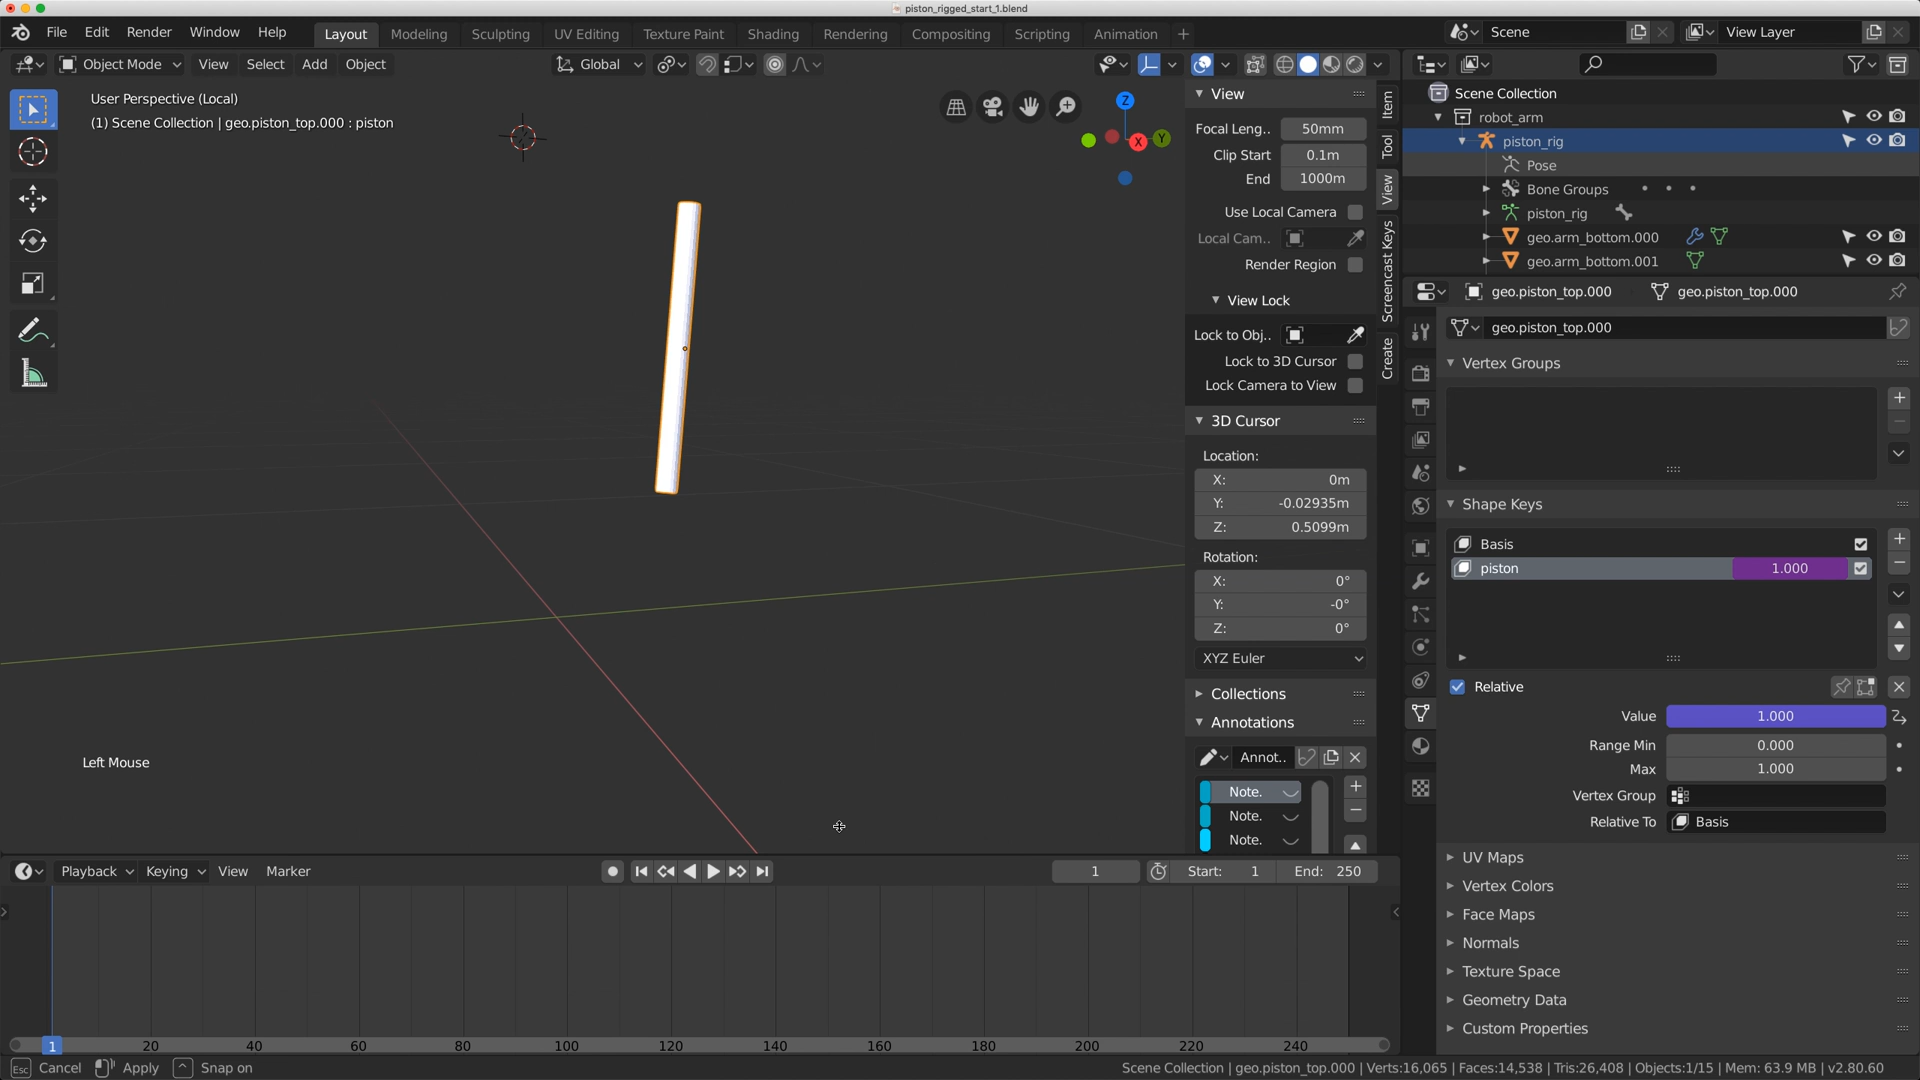 piston_rigged_start_1.blend
File Edit Render Window Help Layout Modeling Sculpting UV Editing Texture Paint Shading Rendering Compositing Scripting Animation + Scene View Layer
Object Mode View Select Add Object Global
User Perspective (Local)
(1) Scene Collection | geo.piston_top.000 : piston
Z
X
Y
Left Mouse
View
Focal Leng.. 50mm
Clip Start 0.1m
End 1000m
Use Local Camera
Local Cam..
Render Region
View Lock
Lock to Obj..
Lock to 3D Cursor
Lock Camera to View
3D Cursor
Location:
X: 0m
Y: -0.02935m
Z: 0.5099m
Rotation:
X: 0°
Y: -0°
Z: 0°
XYZ Euler
Collections
Annotations
Annot..
Note.
Note.
Note.
Item
Tool
View
Screencast Keys
Create
Scene Collection
robot_arm
piston_rig
Pose
Bone Groups
piston_rig
geo.arm_bottom.000
geo.arm_bottom.001
geo.piston_top.000 geo.piston_top.000
geo.piston_top.000
Vertex Groups
Shape Keys
Basis
piston 1.000
Relative
Value 1.000
Range Min 0.000
Max 1.000
Vertex Group
Relative To Basis
UV Maps
Vertex Colors
Face Maps
Normals
Texture Space
Geometry Data
Custom Properties
Playback Keying View Marker 1 Start: 1 End: 250
1 20 40 60 80 100 120 140 160 180 200 220 240
Esc Cancel Apply Snap on Scene Collection | geo.piston_top.000 | Verts:16,065 | Faces:14,538 | Tris:26,408 | Objects:1/15 | Mem: 63.9 MB | v2.80.60